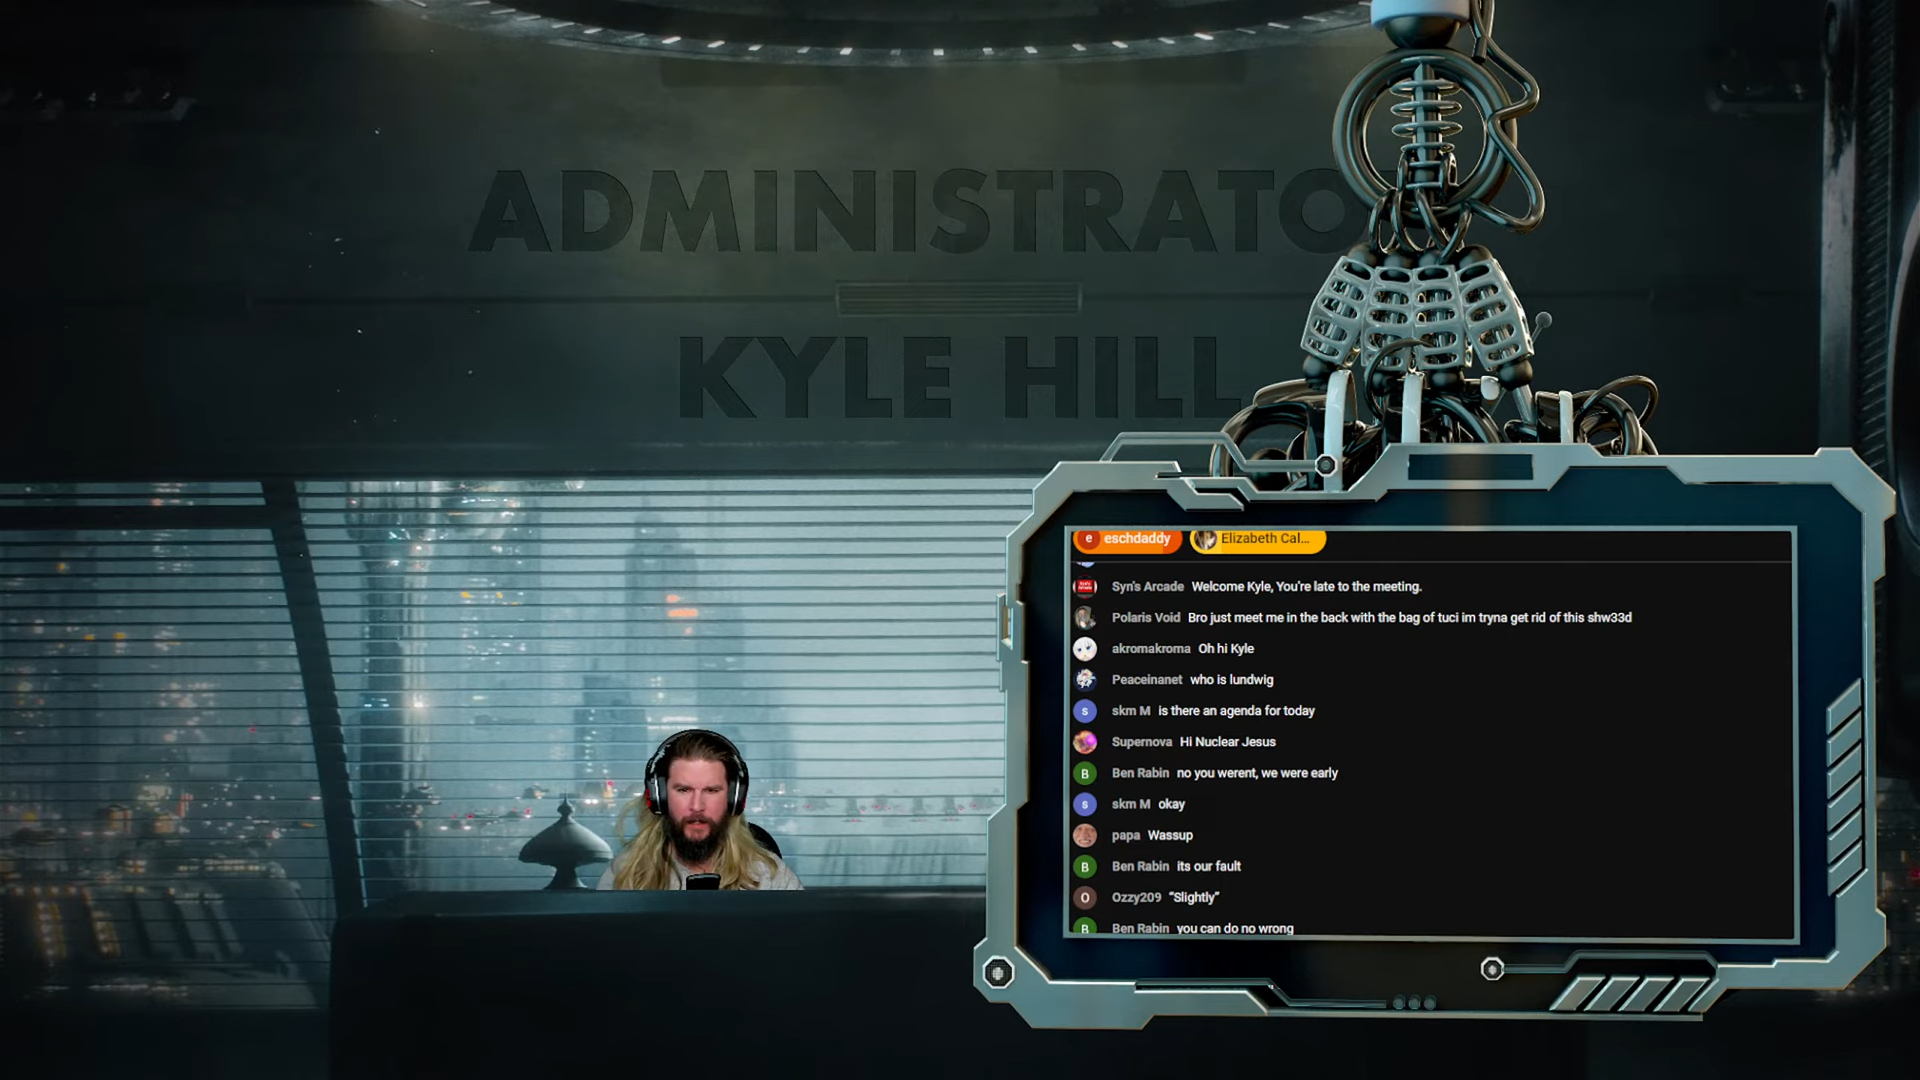 ADMINISTRATO
KYLE HILL
e eschdaddy Elizabeth Cal...
Syn's Arcade Welcome Kyle, You're late to the meeting.
Polaris Void Bro just meet me in the back with the bag of tuci im tryna get rid of this shw33d
akromakroma Oh hi Kyle
Peaceinanet who is lundwig
s skm M is there an agenda for today
Supernova Hi Nuclear Jesus
B Ben Rabin no you werent, we were early
s skm M okay
papa Wassup
B Ben Rabin its our fault
O Ozzy209 “Slightly”
B Ben Rabin you can do no wrong